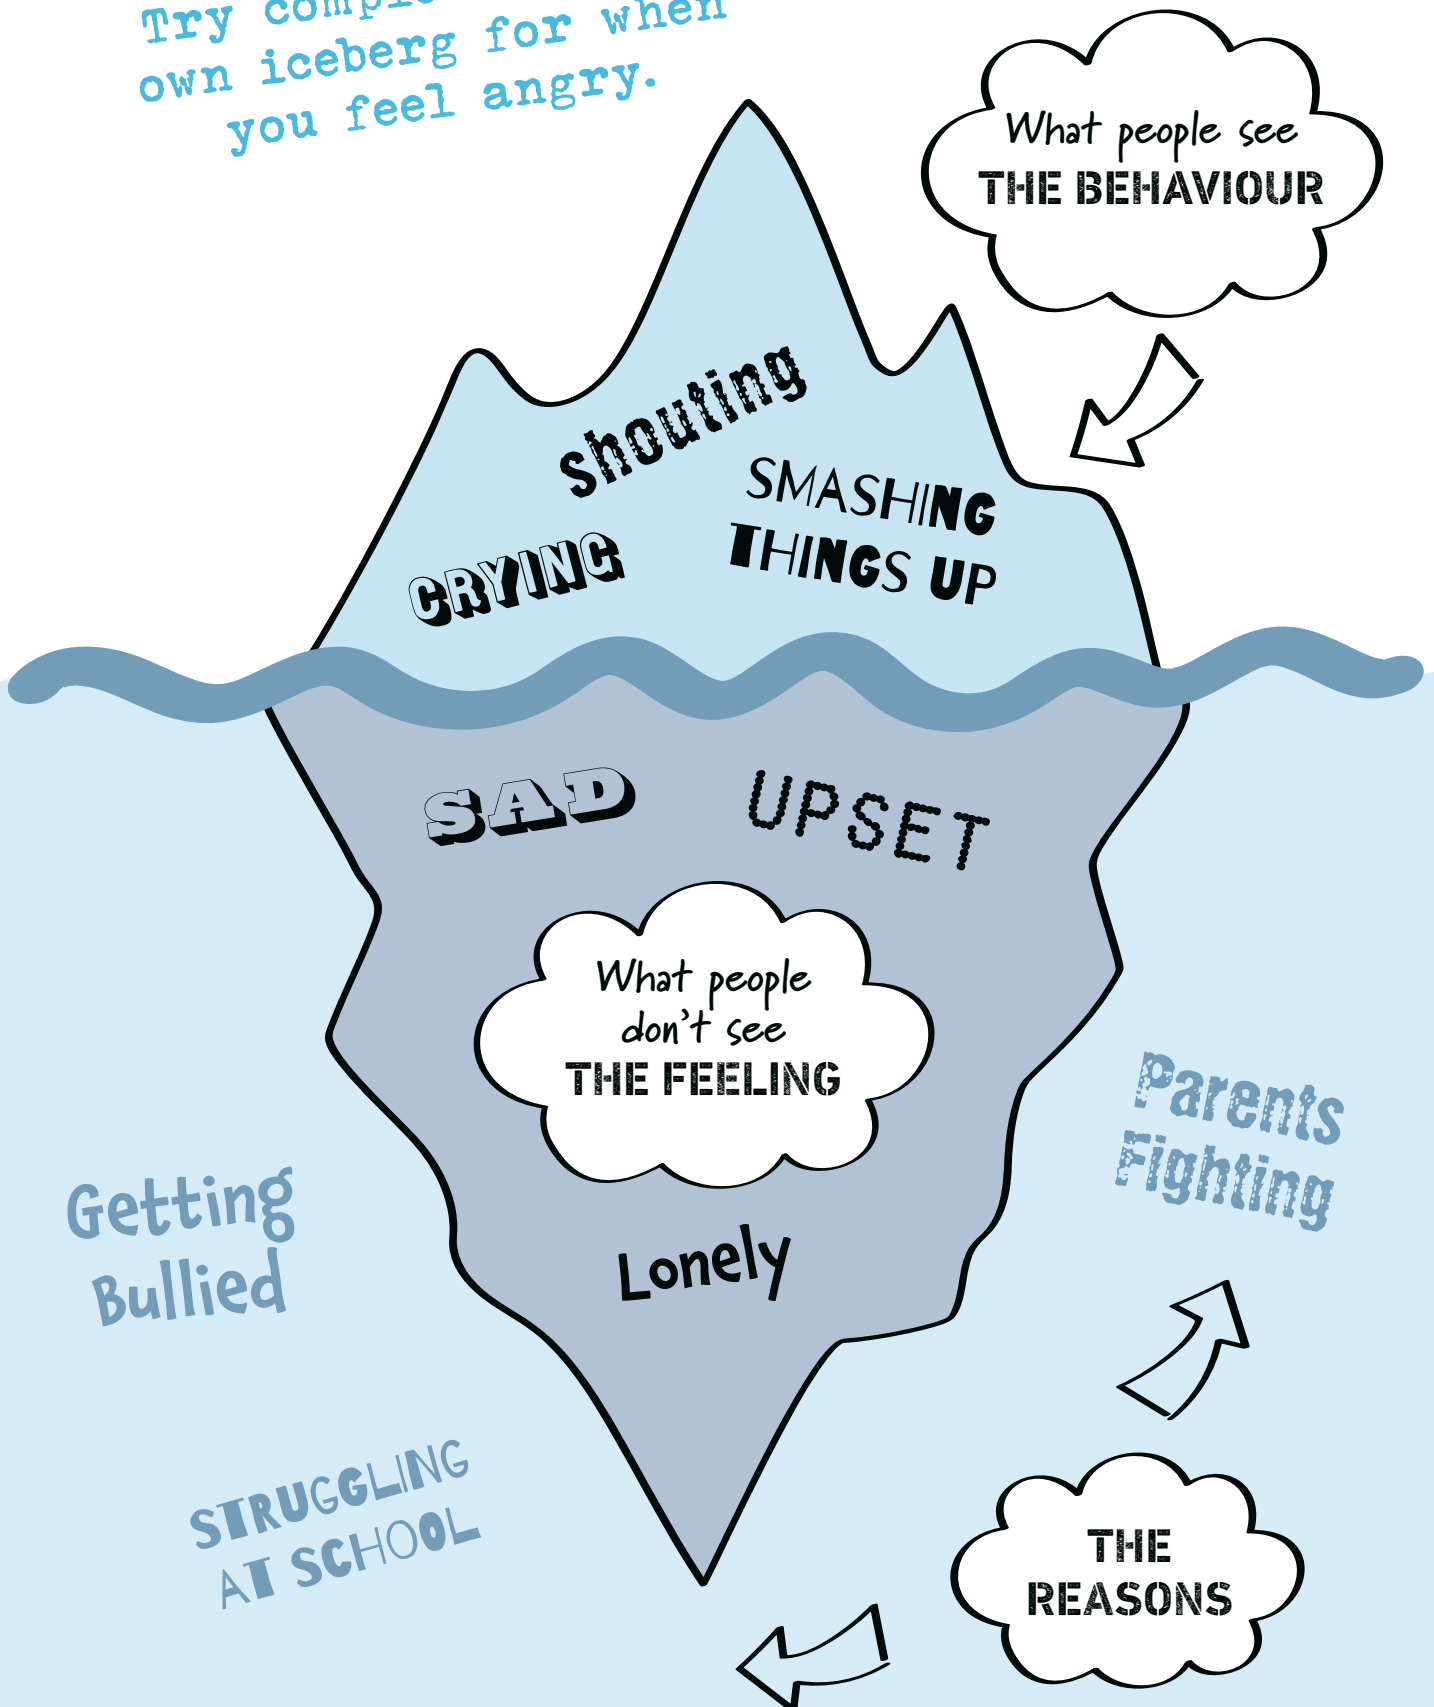 Try
own iceberg for when
you feel angry.
What people see
THE BEHAVIOUR
shouting
SMASHING
THINGS UP
CRYING
SAD
UPSET
What people
don't see
THE FEELING
Parents
Fighting
Getting
Bullied
Lonely
STRUGGLING
AT SCHOOL
THE
REASONS